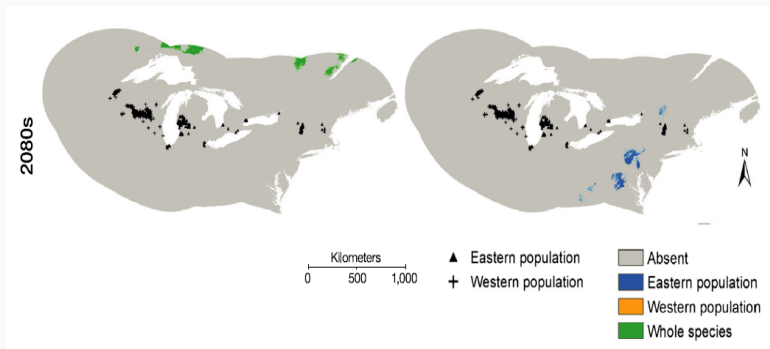 2080s
N
Kilometers
0 500 1,000
Eastern population
Western population
Absent
Eastern population
Western population
Whole species